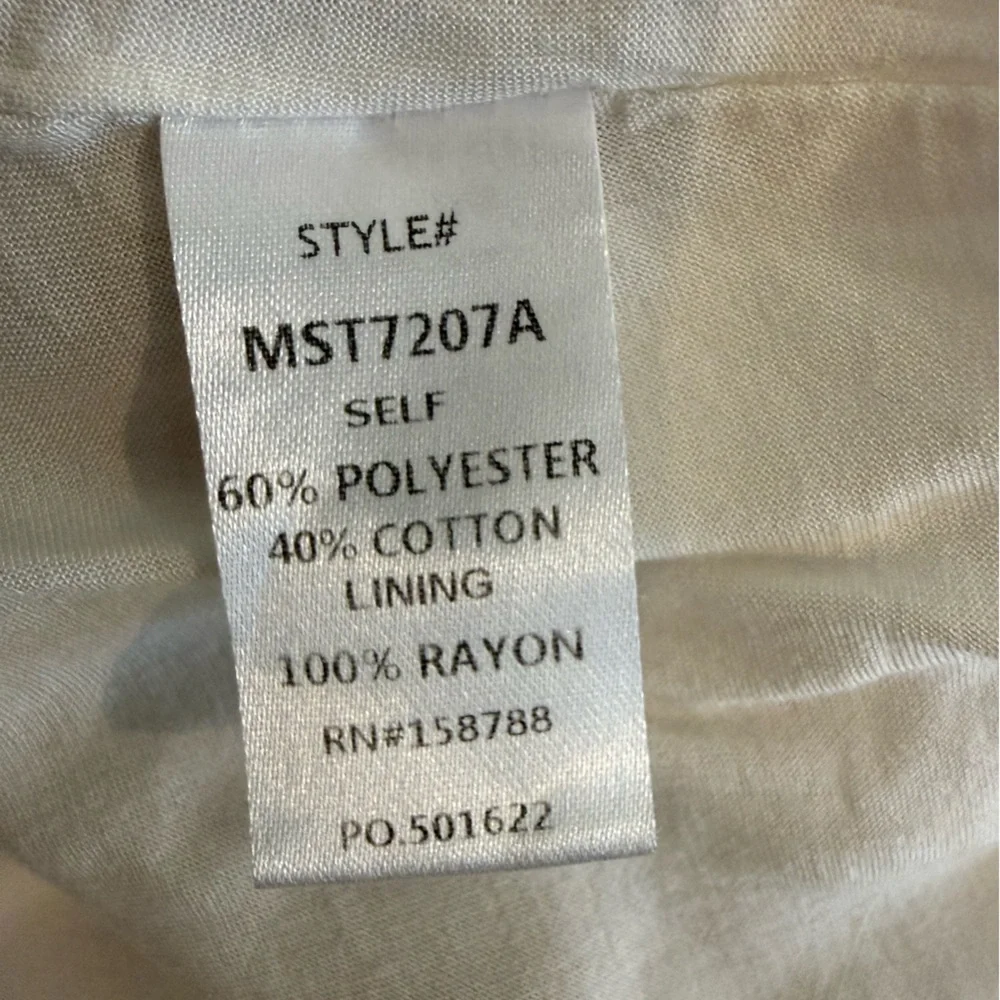 STYLE#
MST7207A
SELF
60% POLYESTER
40% COTTON
LINING
100% RAYON
RN#158788
PO.501622